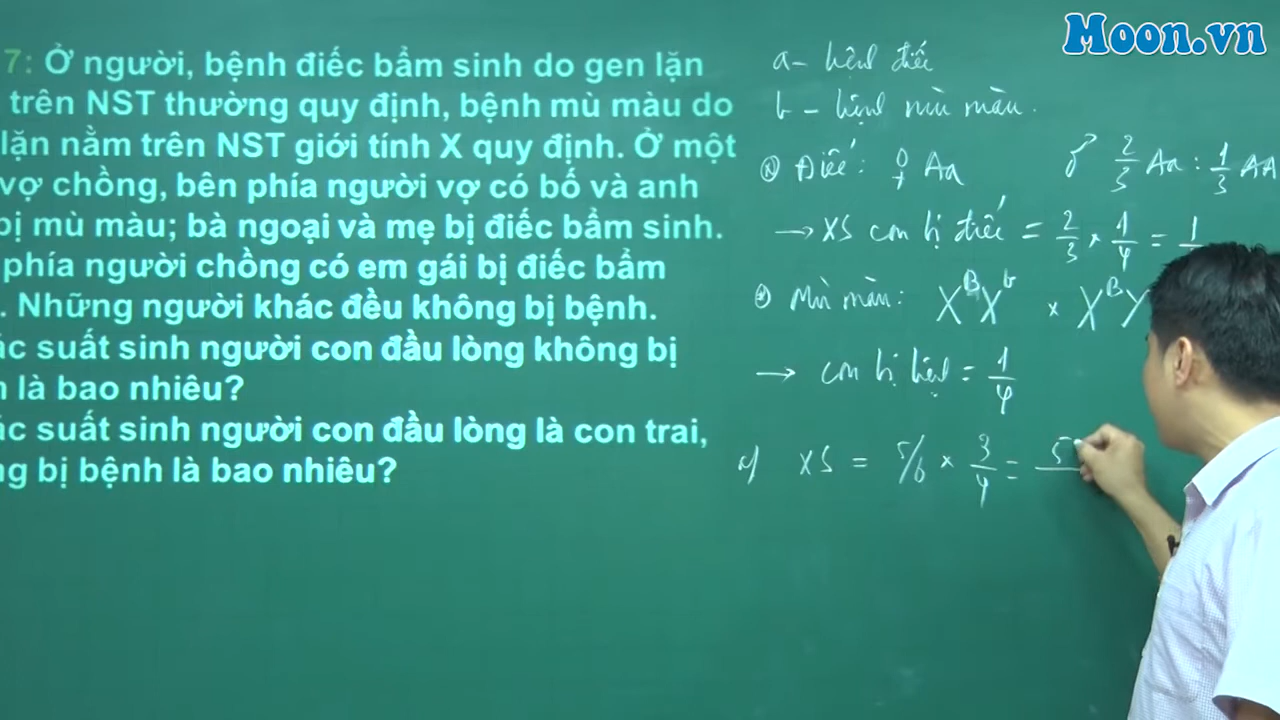 Moon.vn
7: Ở người, bệnh điếc bẩm sinh do gen lặn
trên NST thường quy định, bệnh mù màu do
lặn nằm trên NST giới tính X quy định. Ở một
vợ chồng, bên phía người vợ có bố và anh
bị mù màu; bà ngoại và mẹ bị điếc bẩm sinh.
phía người chồng có em gái bị điếc bẩm
. Những người khác đều không bị bệnh.
ác suất sinh người con đầu lòng không bị
h là bao nhiêu?
ác suất sinh người con đầu lòng là con trai,
ng bị bệnh là bao nhiêu?
a – bệnh điếc
b – bệnh mù màu.
Điếc: ♀ Aa ♂ 2/3 Aa : 1/3 AA
→ XS con bị điếc = 2/3 × 1/4 = 1
Mù màu: X^B X^b × X^B Y
→ con bị bệnh = 1/4
a/ XS = 5/6 × 3/4 = 5